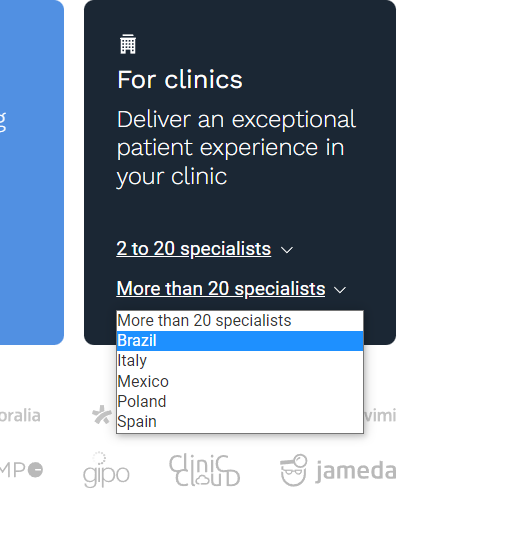 g
For clinics
Deliver an exceptional
patient experience in
your clinic
2 to 20 specialists
More than 20 specialists
More than 20 specialists
Brazil
Italy
Mexico
Poland
Spain
oralia
vimi
MP
gipo
CLiNiC CLOUD
jameda